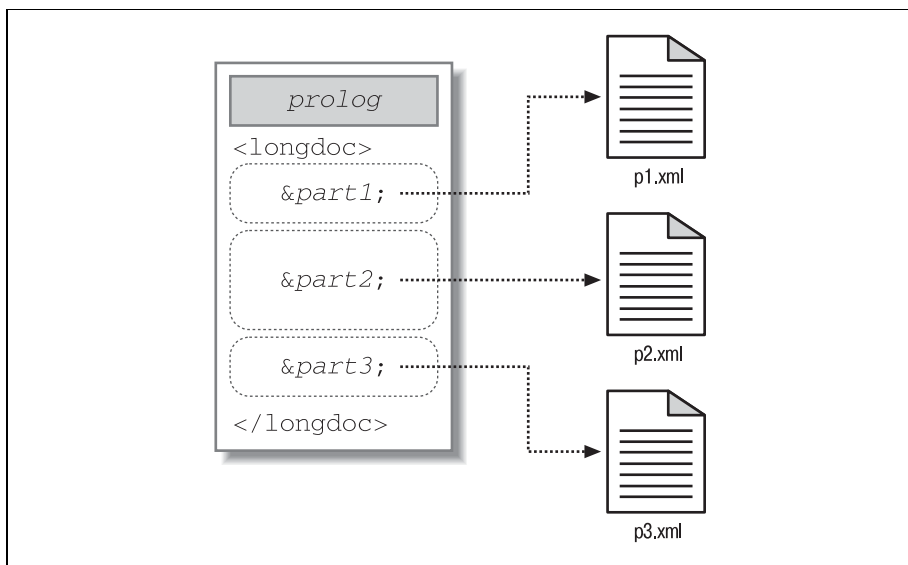 prolog
<longdoc>
&part1;
p1.xml
&part2;
p2.xml
&part3;
</longdoc>
p3.xml